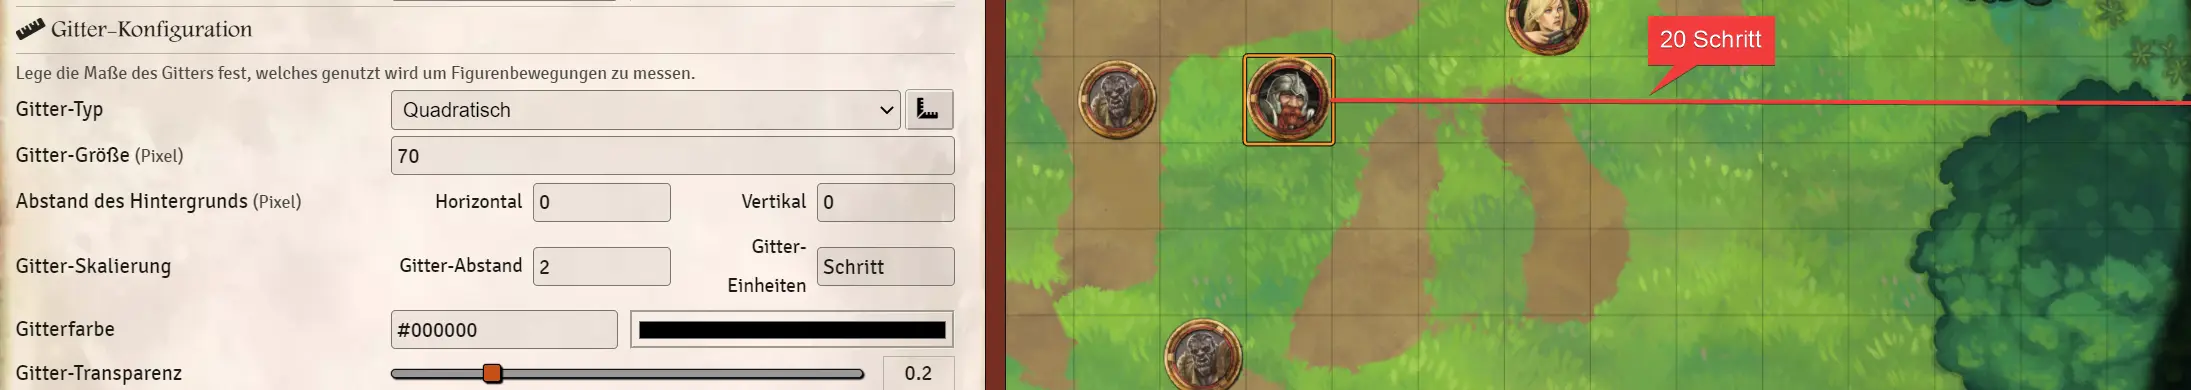 Gitter-Konfiguration
Lege die Maße des Gitters fest, welches genutzt wird um Figurenbewegungen zu messen.
Gitter-Typ
Quadratisch
Gitter-Größe (Pixel)
70
Abstand des Hintergrunds (Pixel)
Horizontal
0
Vertikal
0
Gitter-Skalierung
Gitter-Abstand
2
Gitter-
Einheiten
Schritt
Gitterfarbe
#000000
Gitter-Transparenz
0.2
20 Schritt